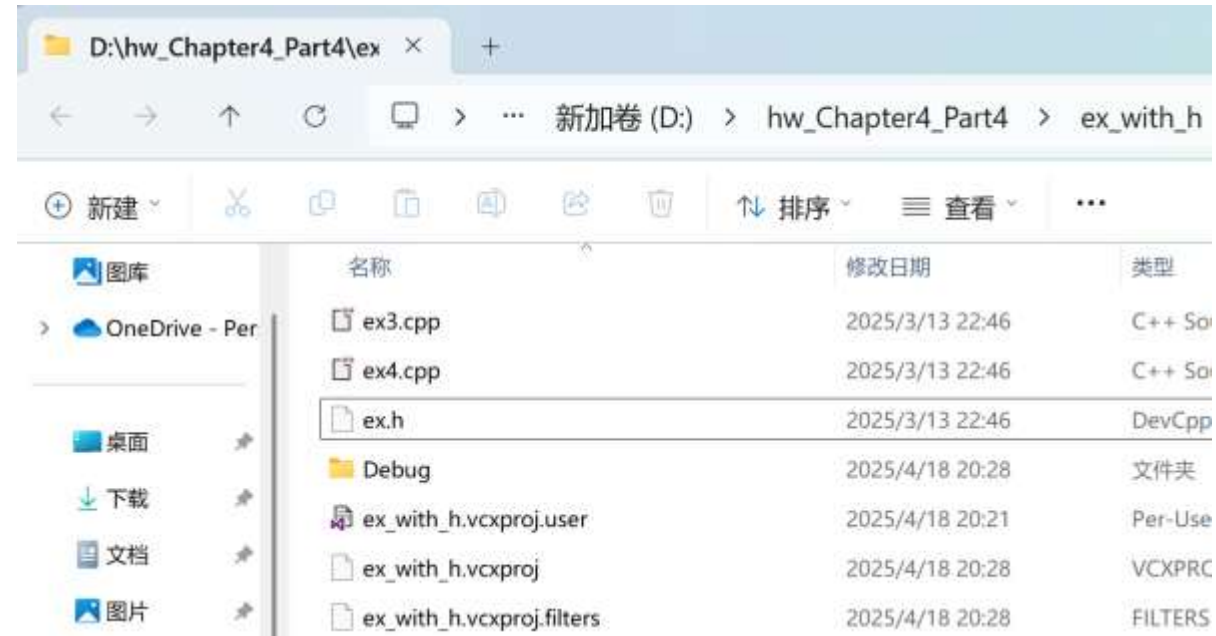 D:\hw_Chapter4_Part4\ex
新加卷 (D:) > hw_Chapter4_Part4 > ex_with_h
新建 排序 查看
名称 修改日期 类型
图库
OneDrive - Per
桌面
下载
文档
图片
ex3.cpp 2025/3/13 22:46 C++ Sou
ex4.cpp 2025/3/13 22:46 C++ Sou
ex.h 2025/3/13 22:46 DevCpp
Debug 2025/4/18 20:28 文件夹
ex_with_h.vcxproj.user 2025/4/18 20:21 Per-Use
ex_with_h.vcxproj 2025/4/18 20:28 VCXPRO
ex_with_h.vcxproj.filters 2025/4/18 20:28 FILTERS